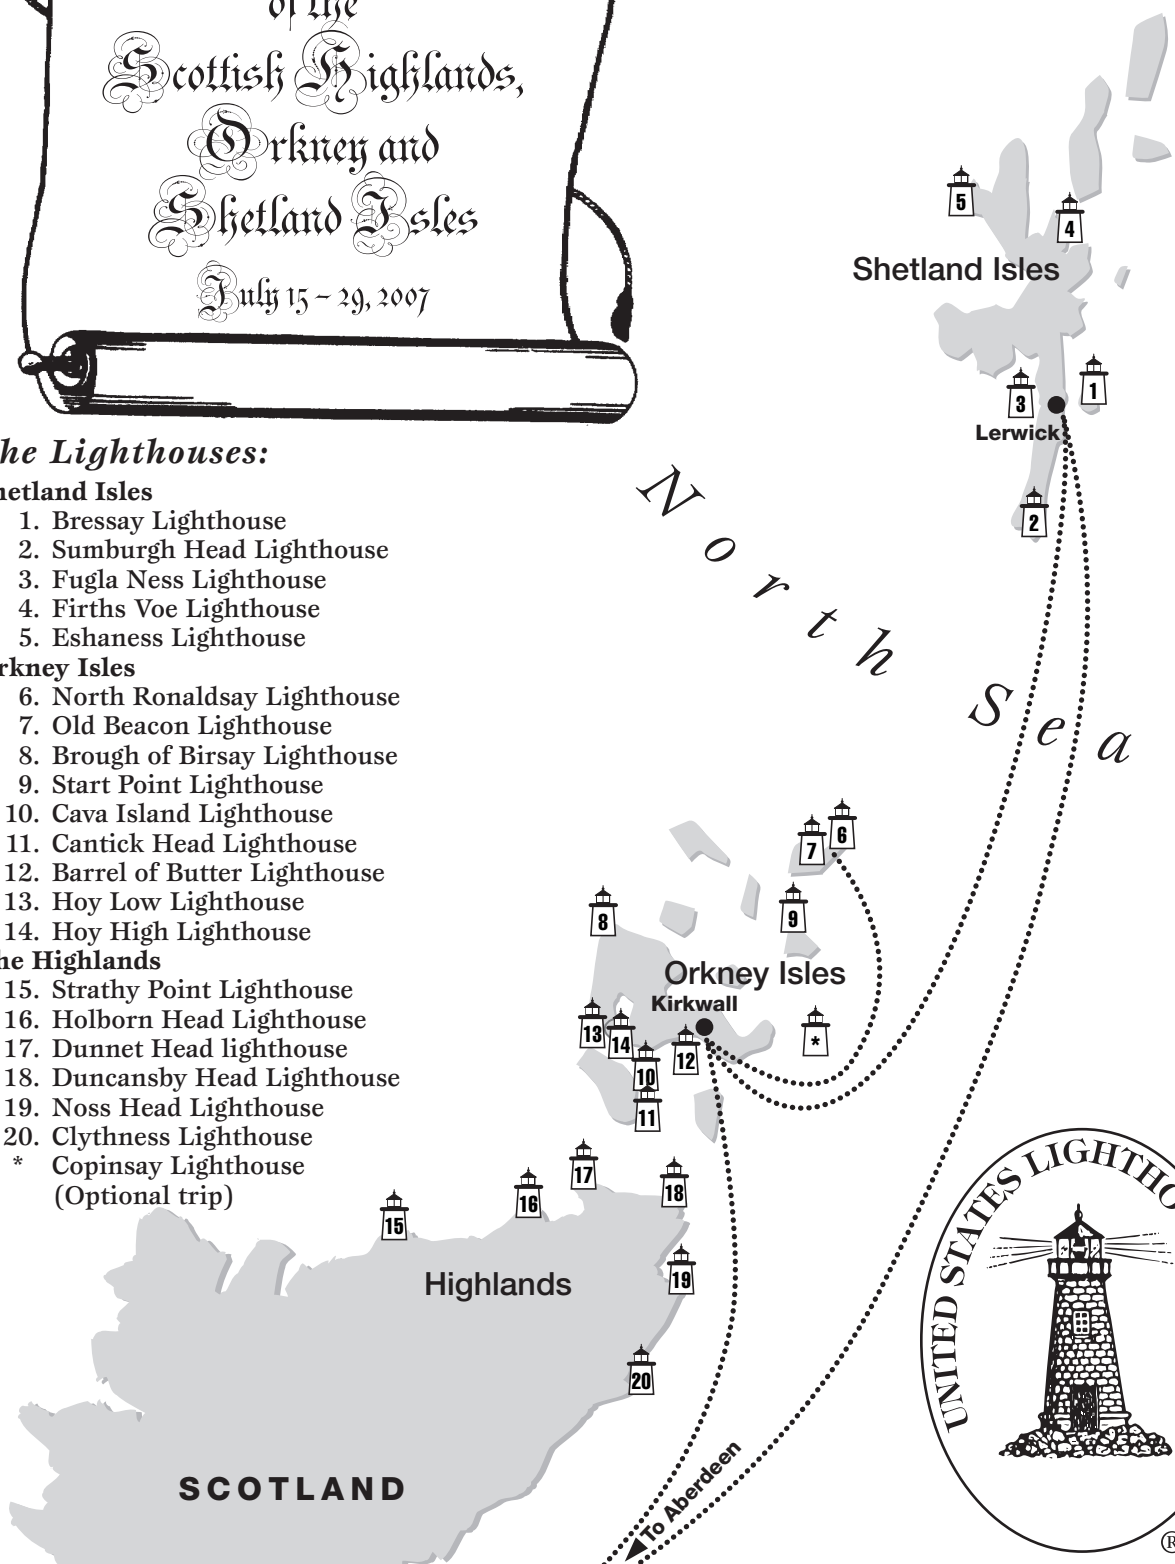 of the
Scottish Highlands,
Orkney and
Shetland Isles
July 15 – 29, 2007
he Lighthouses:
hetland Isles
1. Bressay Lighthouse
2. Sumburgh Head Lighthouse
3. Fugla Ness Lighthouse
4. Firths Voe Lighthouse
5. Eshaness Lighthouse
rkney Isles
6. North Ronaldsay Lighthouse
7. Old Beacon Lighthouse
8. Brough of Birsay Lighthouse
9. Start Point Lighthouse
10. Cava Island Lighthouse
11. Cantick Head Lighthouse
12. Barrel of Butter Lighthouse
13. Hoy Low Lighthouse
14. Hoy High Lighthouse
he Highlands
15. Strathy Point Lighthouse
16. Holborn Head Lighthouse
17. Dunnet Head lighthouse
18. Duncansby Head Lighthouse
19. Noss Head Lighthouse
20. Clythness Lighthouse
* Copinsay Lighthouse
(Optional trip)
5
4
Shetland Isles
1
3
Lerwick
2
North Sea
6
7
9
8
Orkney Isles
Kirkwall
13
14
12
*
10
11
17
18
16
15
19
Highlands
20
SCOTLAND
To Aberdeen
UNITED STATES LIGHTHO
®